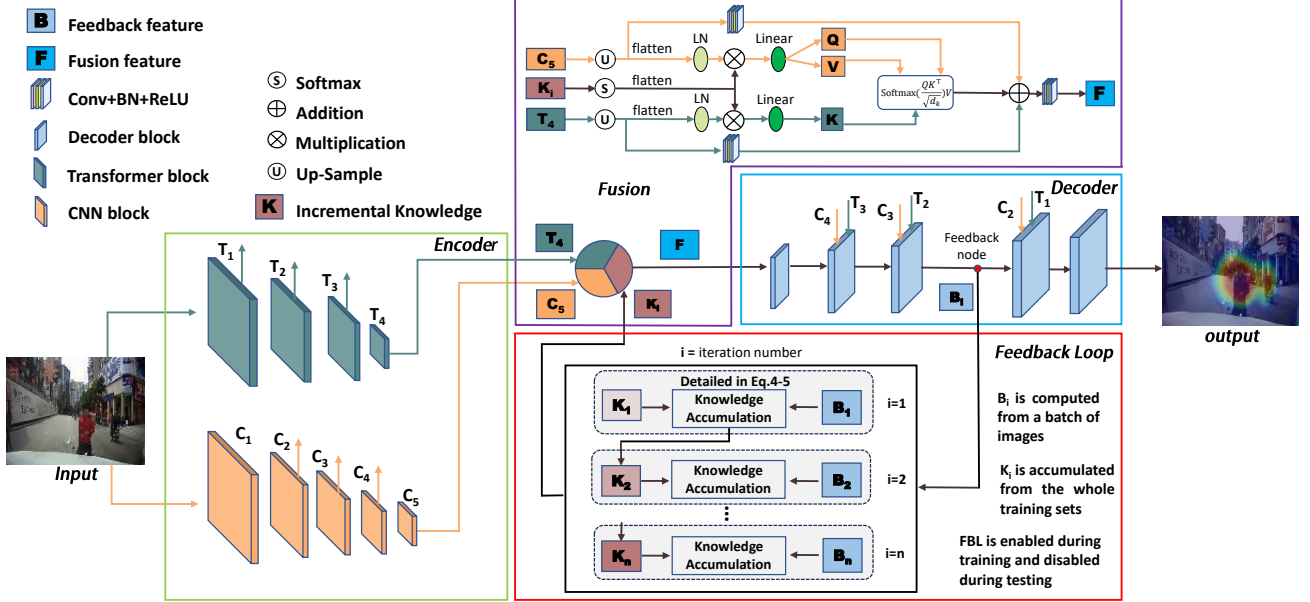 B Feedback feature
F Fusion feature
Conv+BN+ReLU
Decoder block
Transformer block
CNN block
S Softmax
Addition
Multiplication
U Up-Sample
K Incremental Knowledge
C5 U flatten LN Linear Q
V
Ki S flatten
T4 U flatten LN Linear K
Softmax(QK^T/√dk)V
F
Fusion
T4
C5
Ki
F
Encoder
T1
T2
T3
T4
C1
C2
C3
C4
C5
Input
Decoder
C4
T3
C3
T2
C2
T1
Feedback
node
Bi
output
Feedback Loop
i = iteration number
Detailed in Eq.4-5
K1 Knowledge
Accumulation B1 i=1
K2 Knowledge
Accumulation B2 i=2
...
Kn Knowledge
Accumulation Bn i=n
Bi is computed
from a batch of
images
Ki is accumulated
from the whole
training sets
FBL is enabled during
training and disabled
during testing